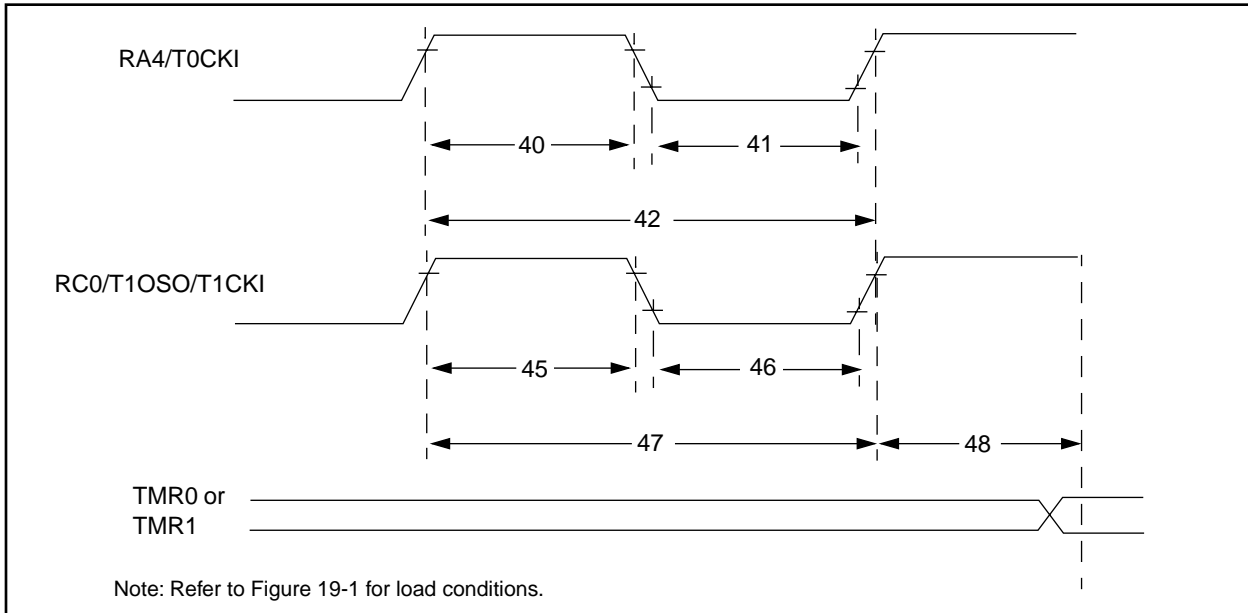 RA4/T0CKI
40
41
42
RC0/T1OSO/T1CKI
45
46
47
48
TMR0 or
TMR1
Note: Refer to Figure 19-1 for load conditions.